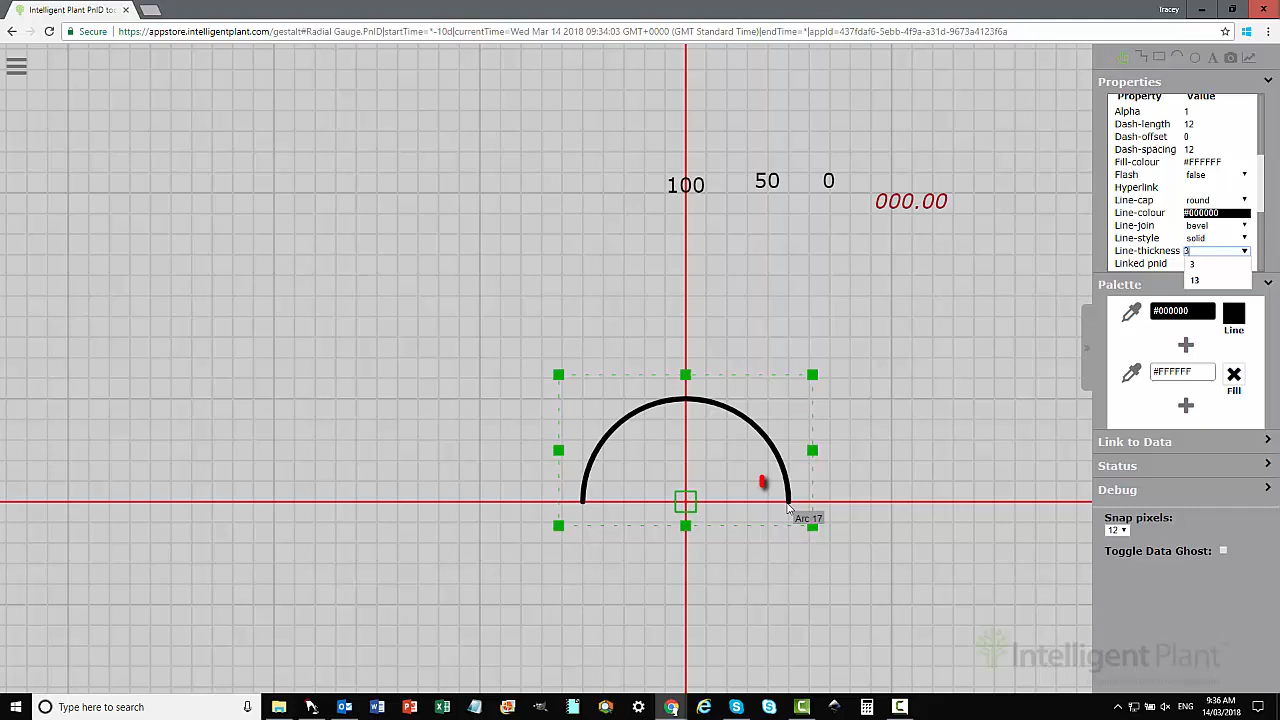 Intelligent Plant PnID to
Tracey
Secure
https://appstore.intelligentplant.com/gestalt#Radial Gauge.PnID|startTime=*-10d|currentTime=Wed Mar 14 2018 09:34:03 GMT+0000 (GMT Standard Time)|endTime=*|appId=437fdaf6-5ebb-4f9a-a31d-9673a4123f6a
Properties
Property Value
Alpha 1
Dash-length 12
Dash-offset 0
Dash-spacing 12
Fill-colour #FFFFFF
Flash false
Hyperlink
Line-cap round
Line-colour #000000
Line-join bevel
Line-style solid
Line-thickness 3
Linked pnid
3
13
100 50 0
000.00
Palette
#000000
Line
#FFFFFF
Fill
Link to Data
Status
Debug
Snap pixels:
12
Toggle Data Ghost:
Arc 17
Intelligent Plant
Type here to search
ENG
9:36 AM
14/03/2018